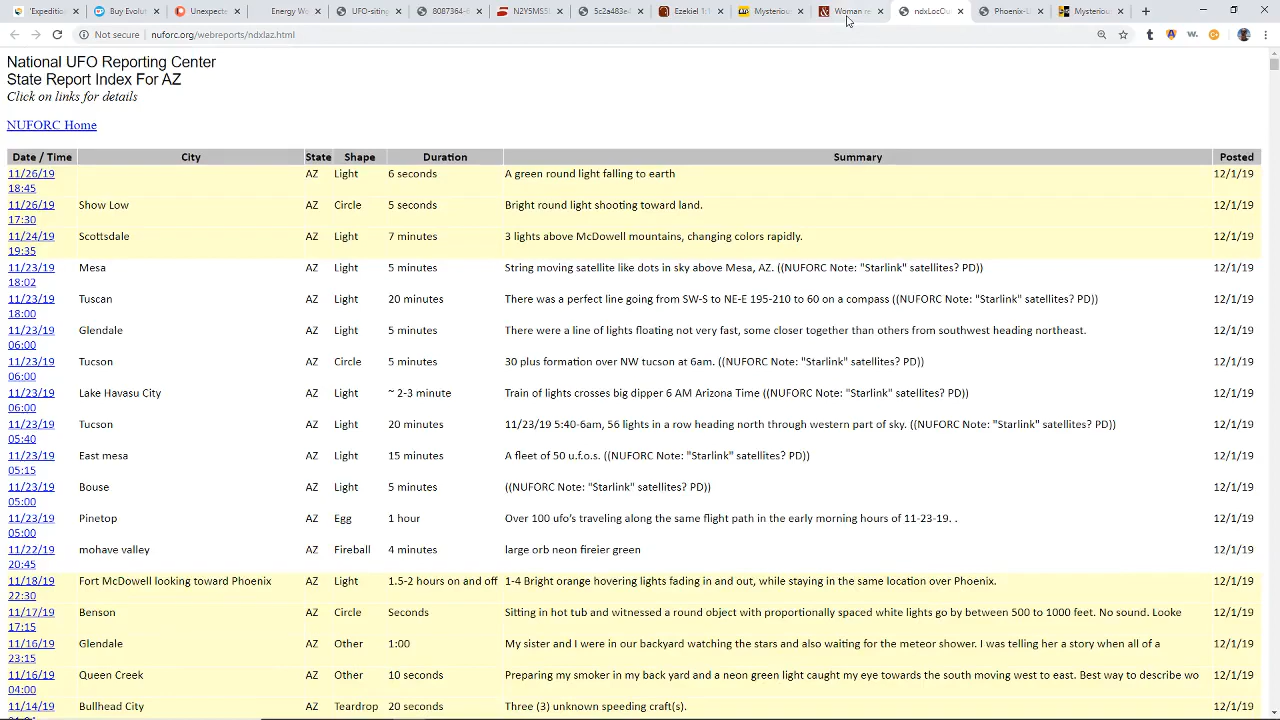 'Expeditio
Buy Evolut
Unexpecte
Energy Wo
UFO-siting
8087364-r
N2YSMS5
5c2a483e4
Ezekiel 1:1
Mysteriou
Woman re
ndxLocOu
Phoenix-L
Mysteriou
Not secure | nuforc.org/webreports/ndxlaz.html
National UFO Reporting Center
State Report Index For AZ
Click on links for details
NUFORC Home
Date / Time City State Shape Duration Summary Posted
11/26/19 18:45 AZ Light 6 seconds A green round light falling to earth 12/1/19
11/26/19 17:30 Show Low AZ Circle 5 seconds Bright round light shooting toward land. 12/1/19
11/24/19 19:35 Scottsdale AZ Light 7 minutes 3 lights above McDowell mountains, changing colors rapidly. 12/1/19
11/23/19 18:02 Mesa AZ Light 5 minutes String moving satellite like dots in sky above Mesa, AZ. ((NUFORC Note: "Starlink" satellites? PD)) 12/1/19
11/23/19 18:00 Tuscan AZ Light 20 minutes There was a perfect line going from SW-S to NE-E 195-210 to 60 on a compass ((NUFORC Note: "Starlink" satellites? PD)) 12/1/19
11/23/19 06:00 Glendale AZ Light 5 minutes There were a line of lights floating not very fast, some closer together than others from southwest heading northeast. 12/1/19
11/23/19 06:00 Tucson AZ Circle 5 minutes 30 plus formation over NW tucson at 6am. ((NUFORC Note: "Starlink" satellites? PD)) 12/1/19
11/23/19 06:00 Lake Havasu City AZ Light ~ 2-3 minute Train of lights crosses big dipper 6 AM Arizona Time ((NUFORC Note: "Starlink" satellites? PD)) 12/1/19
11/23/19 05:40 Tucson AZ Light 20 minutes 11/23/19 5:40-6am, 56 lights in a row heading north through western part of sky. ((NUFORC Note: "Starlink" satellites? PD)) 12/1/19
11/23/19 05:15 East mesa AZ Light 15 minutes A fleet of 50 u.f.o.s. ((NUFORC Note: "Starlink" satellites? PD)) 12/1/19
11/23/19 05:00 Bouse AZ Light 5 minutes ((NUFORC Note: "Starlink" satellites? PD)) 12/1/19
11/23/19 05:00 Pinetop AZ Egg 1 hour Over 100 ufo's traveling along the same flight path in the early morning hours of 11-23-19. . 12/1/19
11/22/19 20:45 mohave valley AZ Fireball 4 minutes large orb neon fireier green 12/1/19
11/18/19 22:30 Fort McDowell looking toward Phoenix AZ Light 1.5-2 hours on and off 1-4 Bright orange hovering lights fading in and out, while staying in the same location over Phoenix. 12/1/19
11/17/19 17:15 Benson AZ Circle Seconds Sitting in hot tub and witnessed a round object with proportionally spaced white lights go by between 500 to 1000 feet. No sound. Looke 12/1/19
11/16/19 23:15 Glendale AZ Other 1:00 My sister and I were in our backyard watching the stars and also waiting for the meteor shower. I was telling her a story when all of a 12/1/19
11/16/19 04:00 Queen Creek AZ Other 10 seconds Preparing my smoker in my back yard and a neon green light caught my eye towards the south moving west to east. Best way to describe wo 12/1/19
11/14/19 Bullhead City AZ Teardrop 20 seconds Three (3) unknown speeding craft(s). 12/1/19